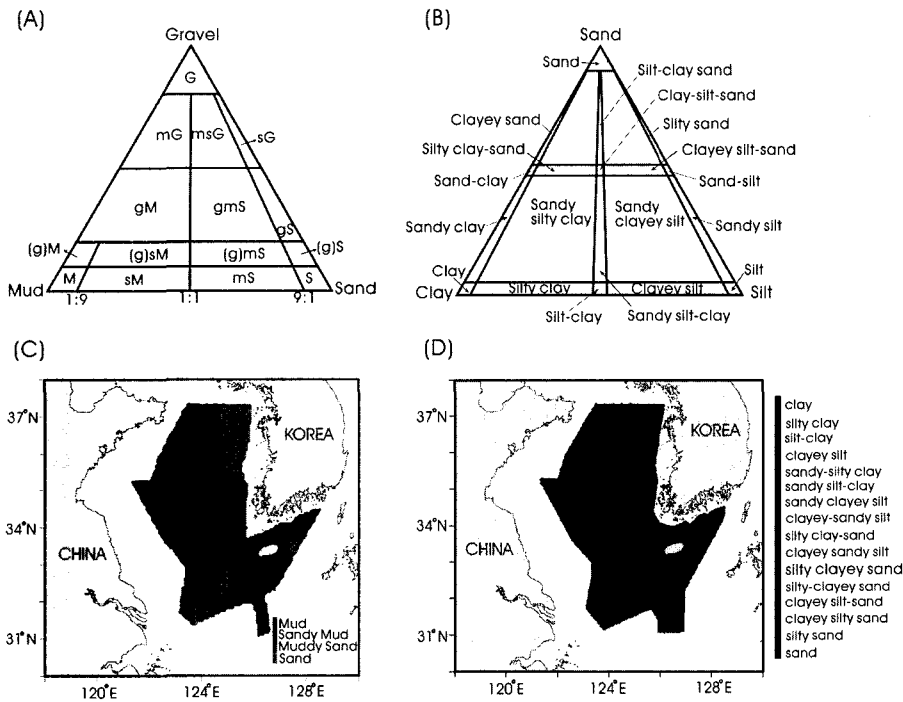 (A)
Gravel
G
mG
msG
sG
gM
gmS
gS
(g)M
(g)sM
(g)mS
(g)S
M
sM
mS
S
Mud
1:9
1:1
9:1
Sand
(B)
Sand
Sand
Silt-clay sand
Clay-silt-sand
Clayey sand
Silty sand
Silty clay-sand
Clayey silt-sand
Sand-clay
Sand-silt
Sandy silty clay
Sandy clayey silt
Sandy clay
Sandy silt
Clay
Silt
Clay
Silty clay
Clayey silt
Silt
Silt-clay
Sandy silt-clay
(C)
37°N
KOREA
34°N
CHINA
31°N
Mud
Sandy Mud
Muddy Sand
Sand
120°E
124°E
128°E
(D)
37°N
KOREA
34°N
CHINA
31°N
120°E
124°E
128°E
clay
silty clay
silt-clay
clayey silt
sandy-silty clay
sandy silt-clay
sandy clayey silt
clayey-sandy silt
silty clay-sand
clayey sandy silt
silty clayey sand
silty-clayey sand
clayey silt-sand
clayey silty sand
silty sand
sand